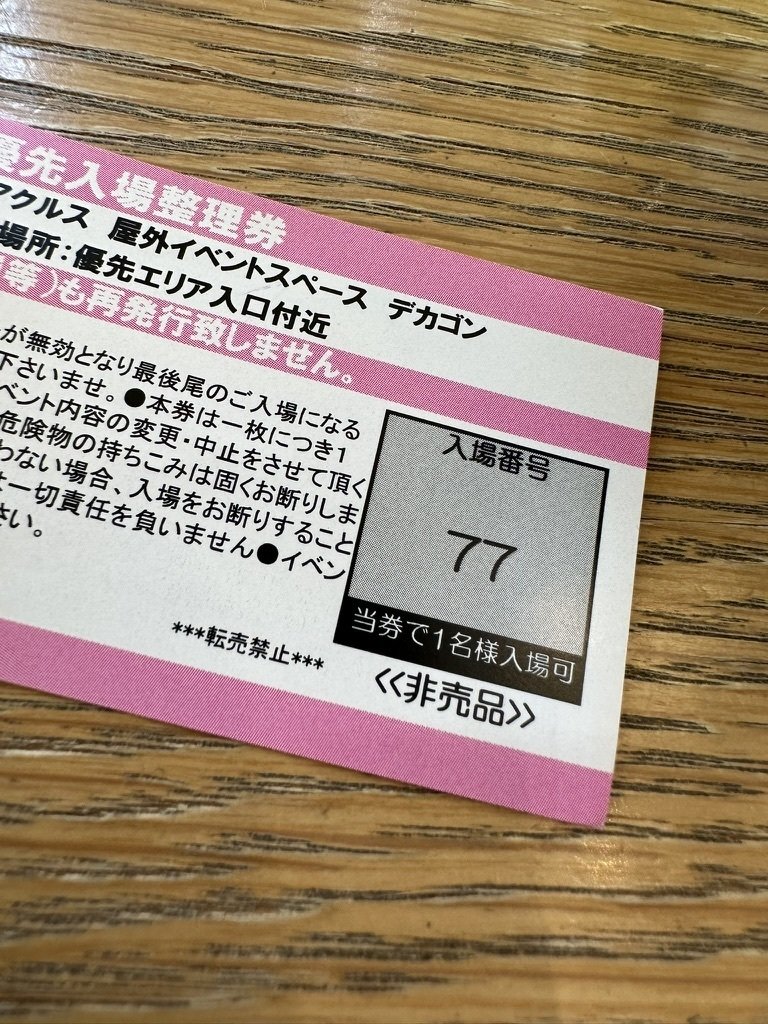 優先入場整理券
アクルス 屋外イベントスペース デカゴン
場所：優先エリア入口付近
等）も再発行致しません。
が無効となり最後尾のご入場になる
下さいませ。●本券は一枚につき1
ベント内容の変更・中止をさせて頂く
危険物の持ちこみは固くお断りしま
わない場合、入場をお断りすること
は一切責任を負いません●イベン
さい。
入場番号
77
当券で1名様入場可
***転売禁止***
≪非売品≫